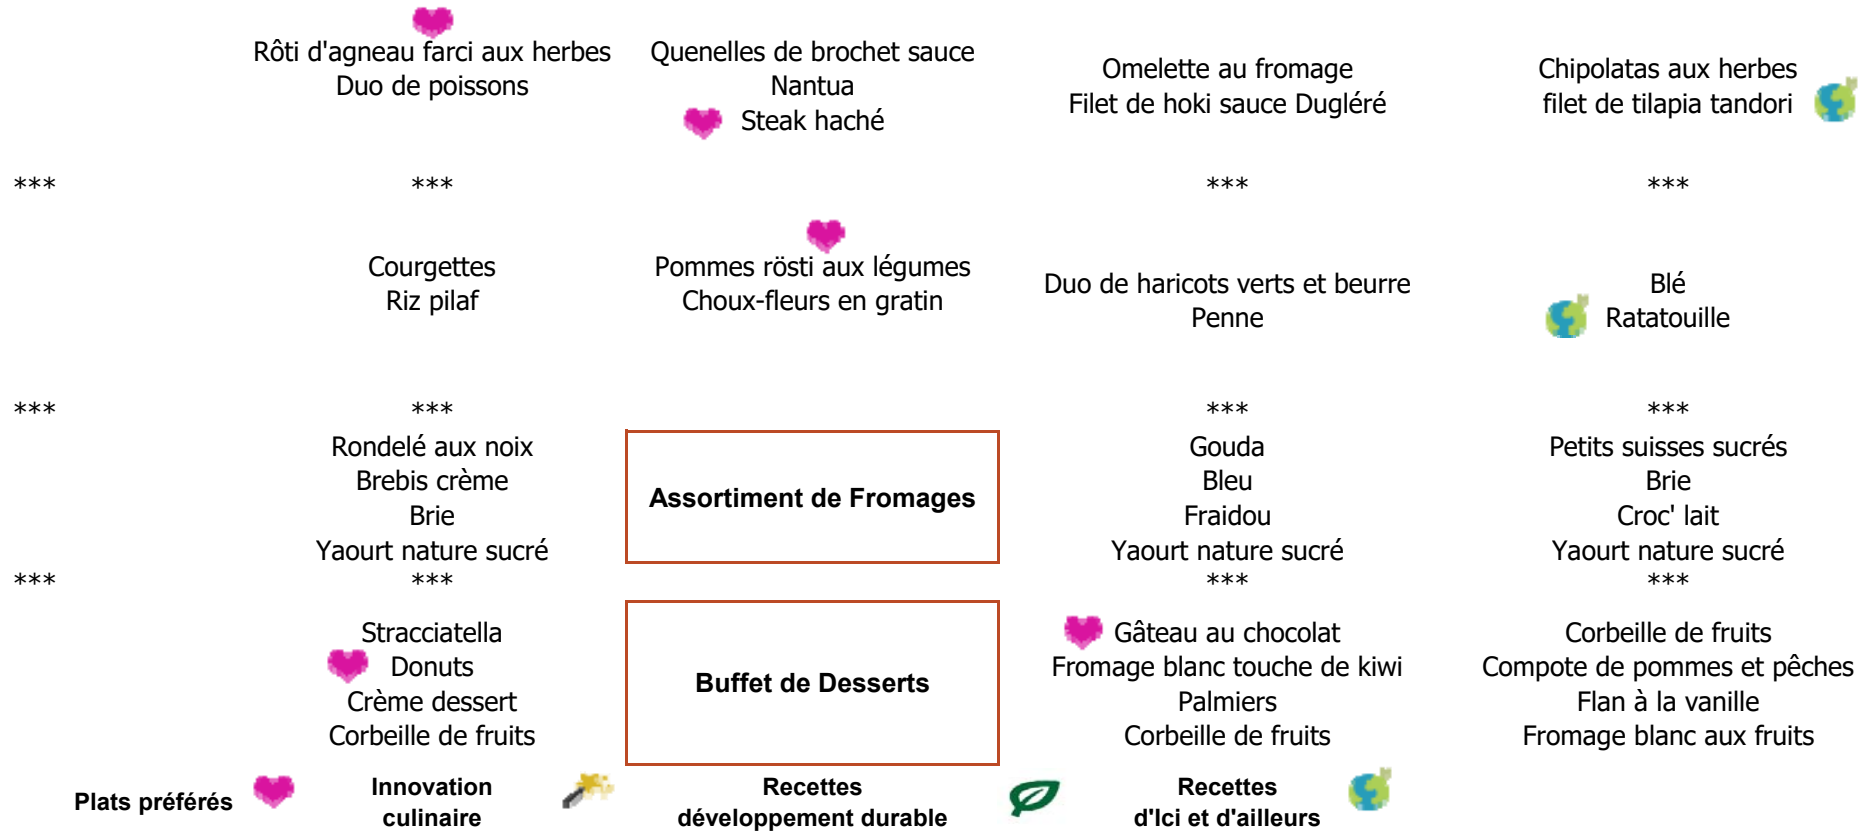 Rôti d'agneau farci aux herbes
Duo de poissons
Quenelles de brochet sauce
Nantua
Steak haché
Omelette au fromage
Filet de hoki sauce Dugléré
Chipolatas aux herbes
filet de tilapia tandori
*** *** *** ***
Courgettes
Riz pilaf
Pommes rösti aux légumes
Choux-fleurs en gratin
Duo de haricots verts et beurre
Penne
Blé
Ratatouille
*** *** *** ***
Rondelé aux noix
Brebis crème
Brie
Yaourt nature sucré
Assortiment de Fromages
Gouda
Bleu
Fraidou
Yaourt nature sucré
Petits suisses sucrés
Brie
Croc' lait
Yaourt nature sucré
*** *** *** ***
Stracciatella
Donuts
Crème dessert
Corbeille de fruits
Buffet de Desserts
Gâteau au chocolat
Fromage blanc touche de kiwi
Palmiers
Corbeille de fruits
Corbeille de fruits
Compote de pommes et pêches
Flan à la vanille
Fromage blanc aux fruits
Plats préférés
Innovation
culinaire
Recettes
développement durable
Recettes
d'Ici et d'ailleurs